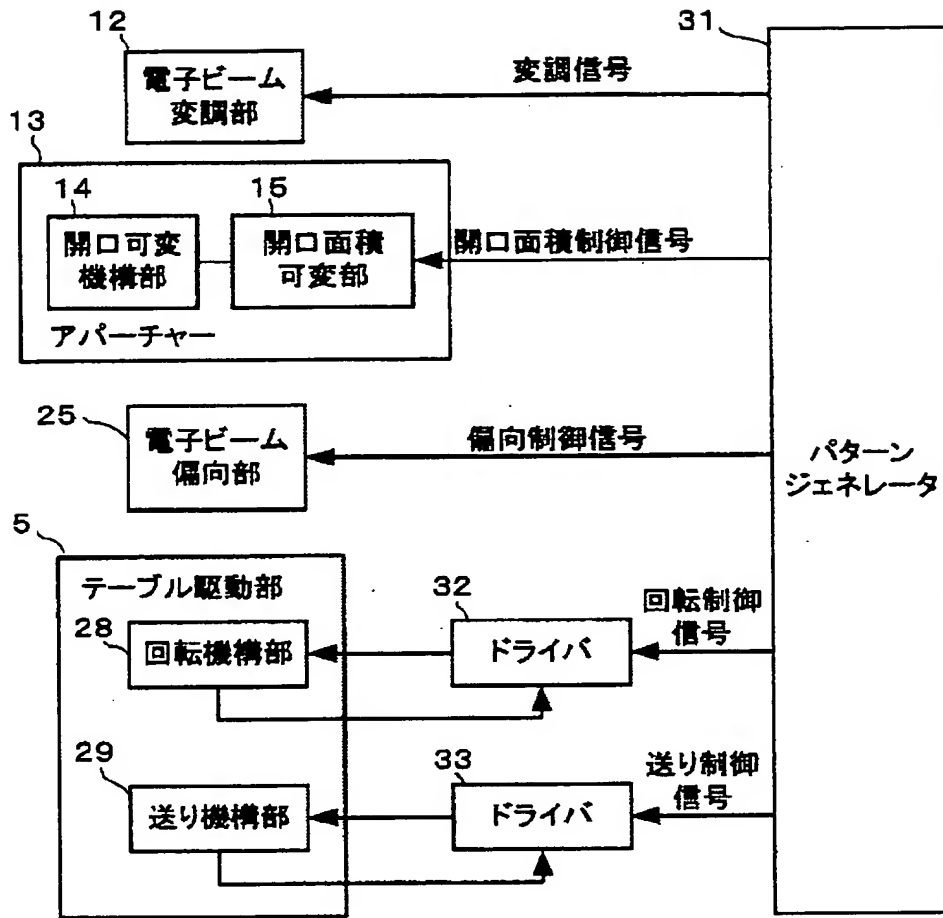 12
電子ビーム
変調部
変調信号
31
13
14
開口可変
機構部
15
開口面積
可変部
開口面積制御信号
アパーチャー
25
電子ビーム
偏向部
偏向制御信号
パターン
ジェネレータ
5
テーブル駆動部
28
回転機構部
32
ドライバ
回転制御
信号
29
送り機構部
33
ドライバ
送り制御
信号